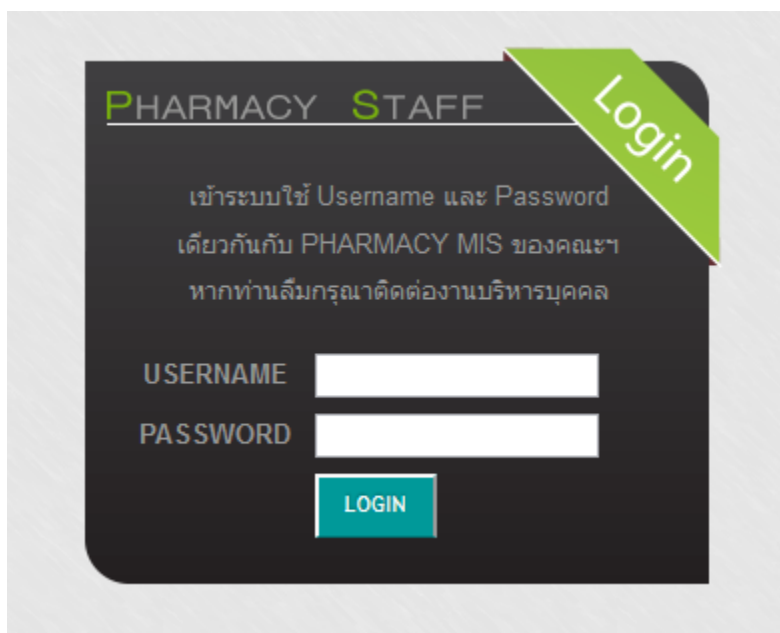 PHARMACY STAFF
Login
เข้าระบบใช้ Username และ Password
เดียวกันกับ PHARMACY MIS ของคณะฯ
หากท่านลืมกรุณาติดต่องานบริหารบุคคล
USERNAME
PASSWORD
LOGIN